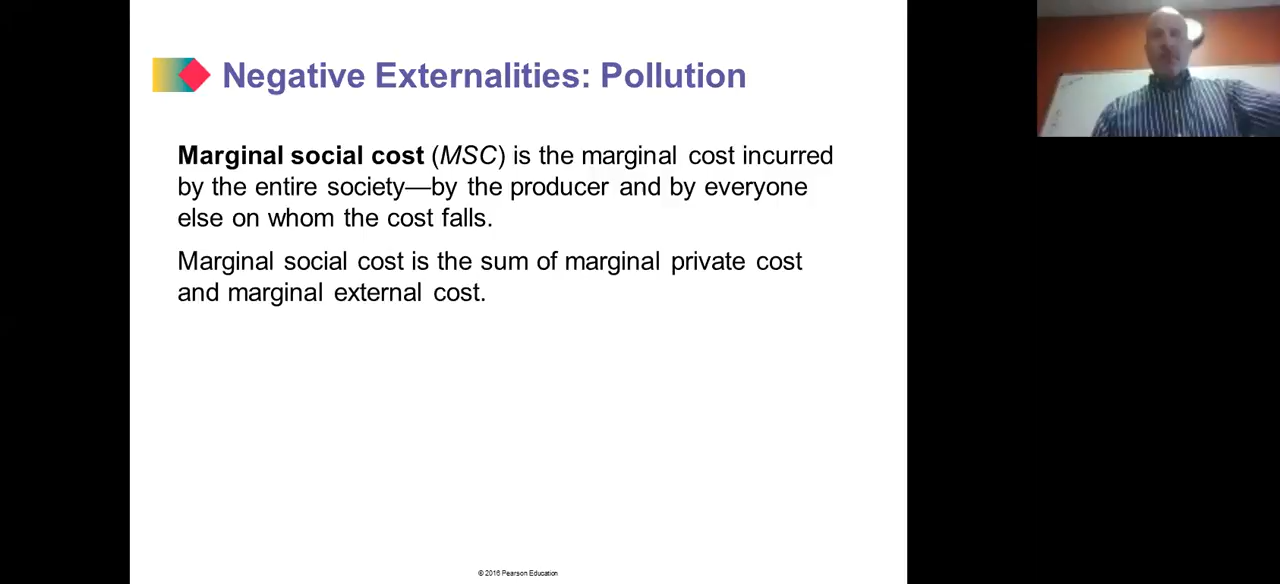 Negative Externalities: Pollution
Marginal social cost (MSC) is the marginal cost incurred
by the entire society—by the producer and by everyone
else on whom the cost falls.
Marginal social cost is the sum of marginal private cost
and marginal external cost.
© 2016 Pearson Education